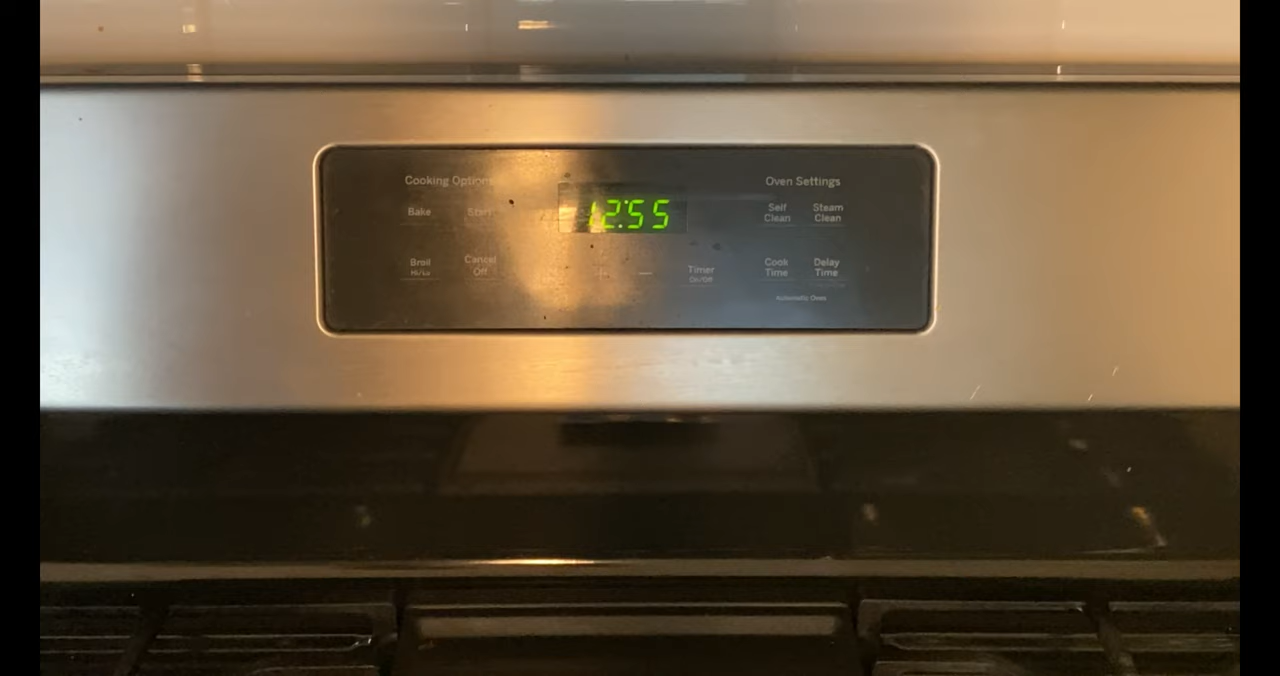 Cooking Options
Oven Settings
Bake
Start
12:55
Self Clean
Steam Clean
Broil Hi/Lo
Cancel Off
+
−
Timer On/Off
Cook Time
Delay Time
Automatic Oven